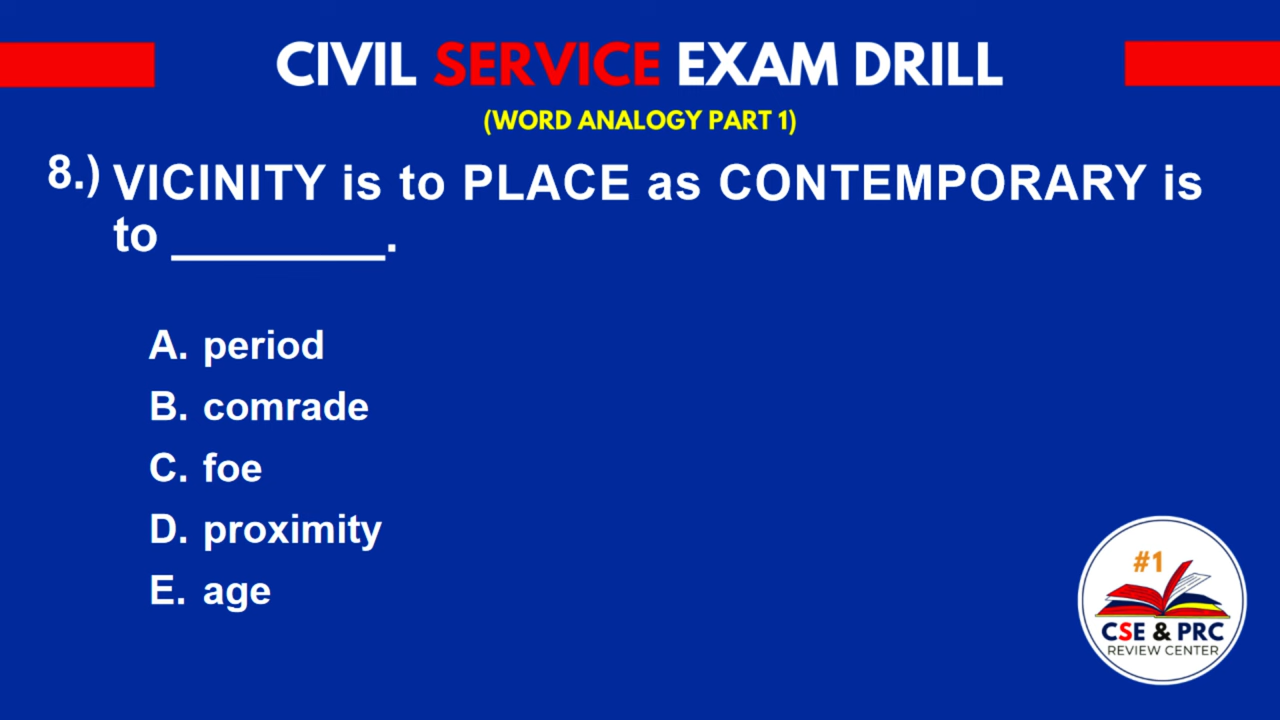 CIVIL SERVICE EXAM DRILL
(WORD ANALOGY PART 1)
8.) VICINITY is to PLACE as CONTEMPORARY is
to ________.
A. period
B. comrade
C. foe
D. proximity
E. age
#1
CSE & PRC
REVIEW CENTER